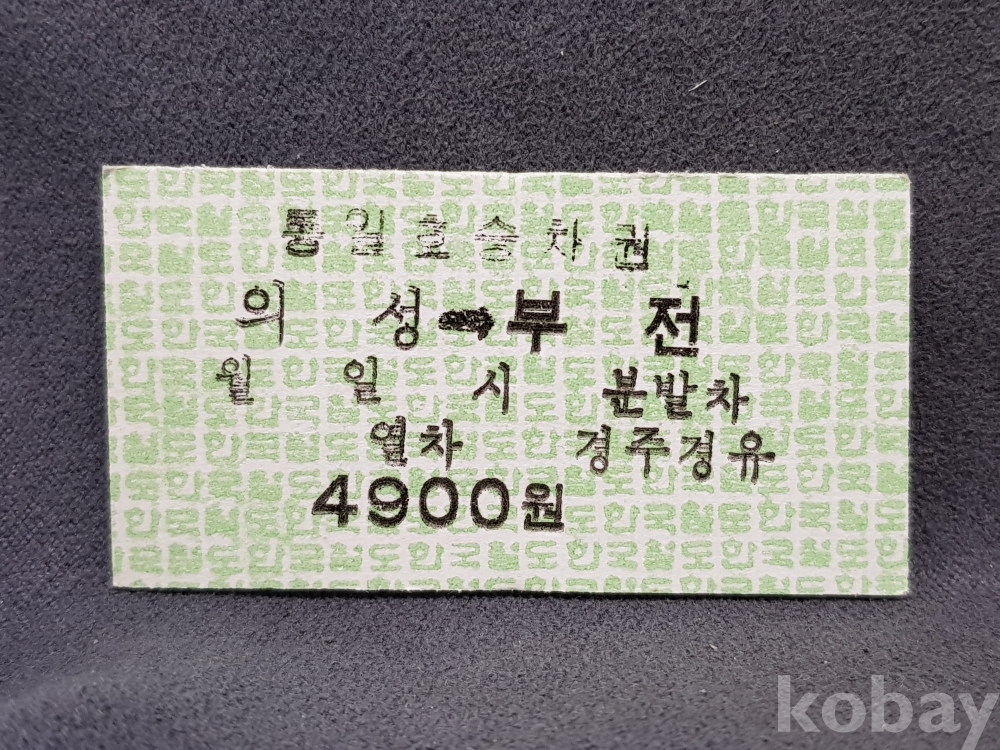 통일호승차권
의 성→부 전
월 일 시 분발차
열차 경주경유
4900원
kobay